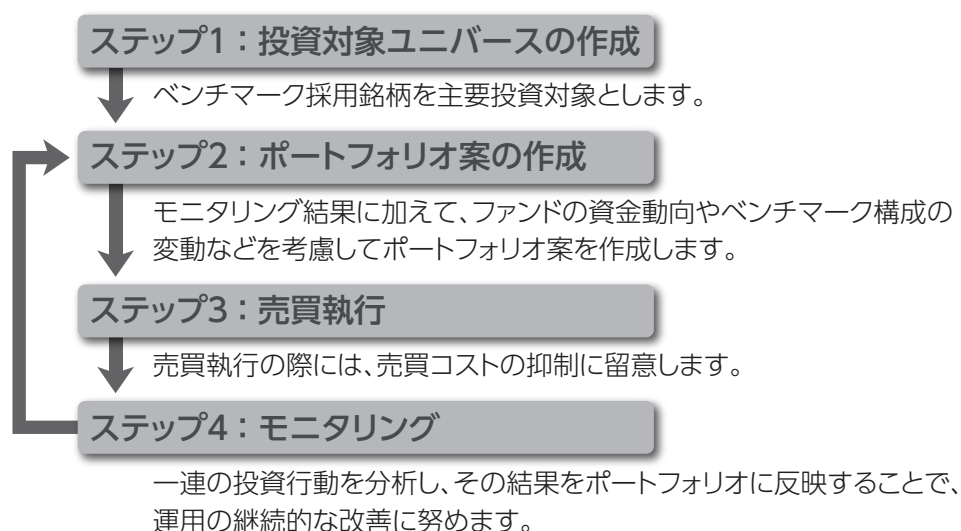 ステップ1：投資対象ユニバースの作成
ベンチマーク採用銘柄を主要投資対象とします。
ステップ2：ポートフォリオ案の作成
モニタリング結果に加えて、ファンドの資金動向やベンチマーク構成の
変動などを考慮してポートフォリオ案を作成します。
ステップ3：売買執行
売買執行の際には、売買コストの抑制に留意します。
ステップ4：モニタリング
一連の投資行動を分析し、その結果をポートフォリオに反映することで、
運用の継続的な改善に努めます。